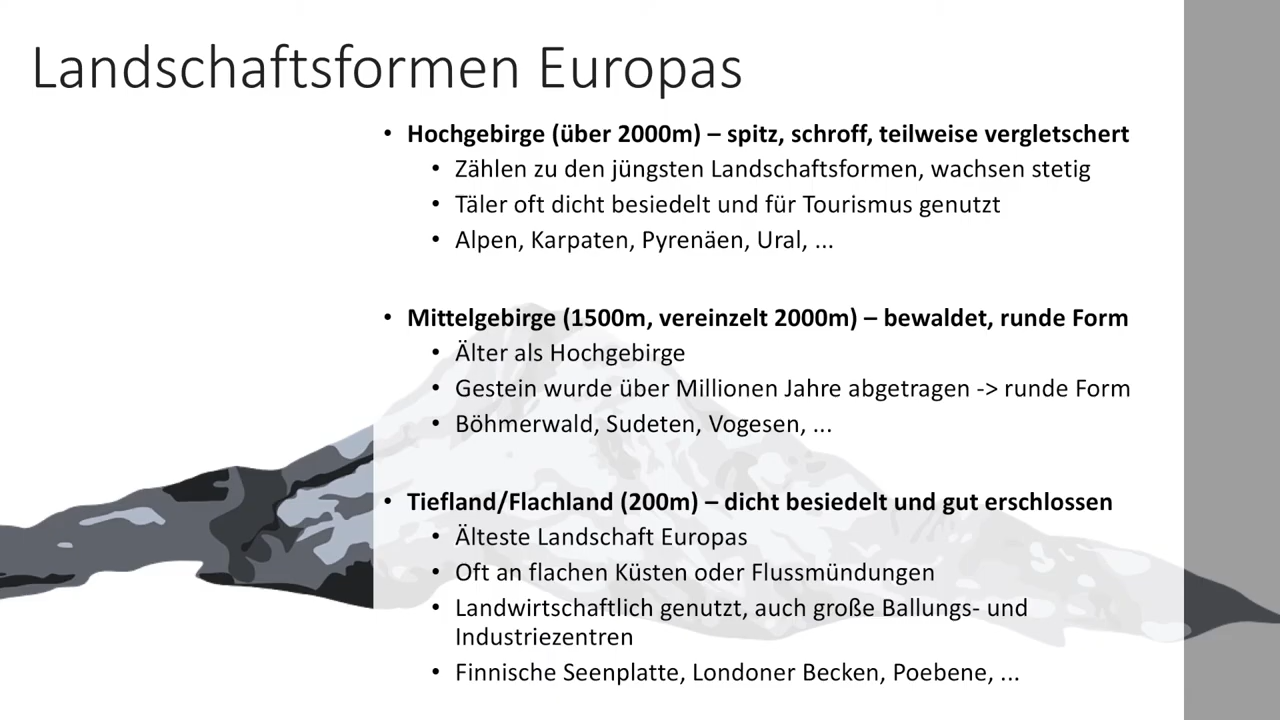 Landschaftsformen Europas
• Hochgebirge (über 2000m) – spitz, schroff, teilweise vergletschert
• Zählen zu den jüngsten Landschaftsformen, wachsen stetig
• Täler oft dicht besiedelt und für Tourismus genutzt
• Alpen, Karpaten, Pyrenäen, Ural, ...
• Mittelgebirge (1500m, vereinzelt 2000m) – bewaldet, runde Form
• Älter als Hochgebirge
• Gestein wurde über Millionen Jahre abgetragen -> runde Form
• Böhmerwald, Sudeten, Vogesen, ...
• Tiefland/Flachland (200m) – dicht besiedelt und gut erschlossen
• Älteste Landschaft Europas
• Oft an flachen Küsten oder Flussmündungen
• Landwirtschaftlich genutzt, auch große Ballungs- und
Industriezentren
• Finnische Seenplatte, Londoner Becken, Poebene, ...